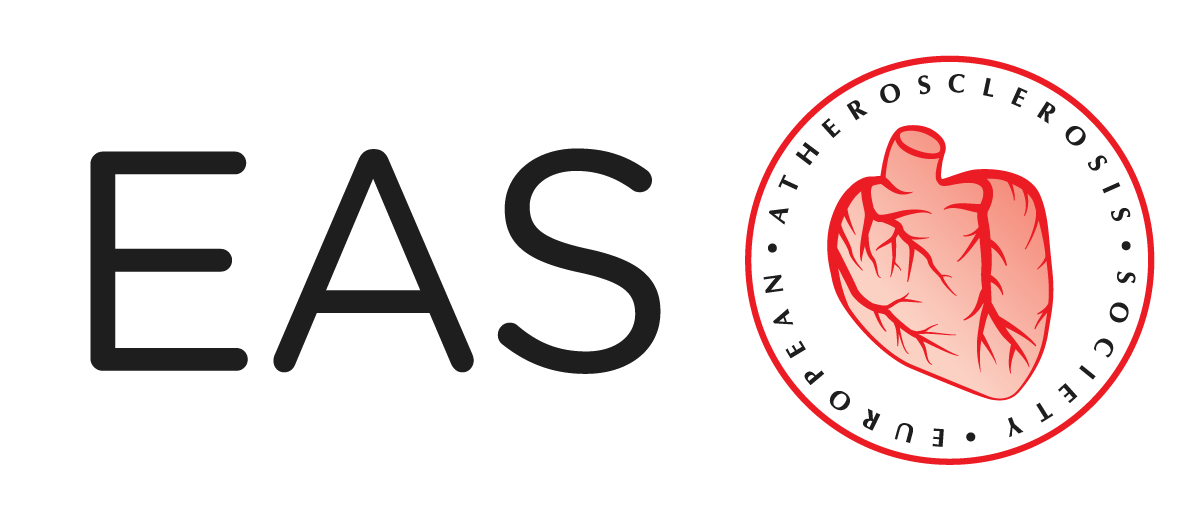 EAS
EUROPEAN • ATHEROSCLEROSIS • SOCIETY •